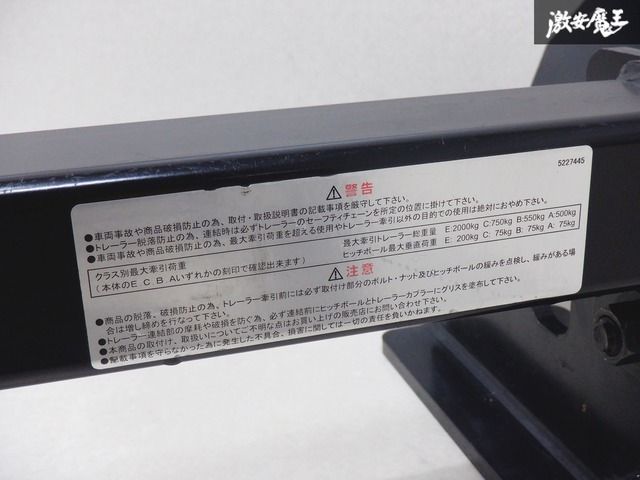 激安魔王
5227445
⚠警告
●車両事故や商品破損防止の為、取付・取扱説明書の記載事項を厳守して下さい。
●トレーラー脱落防止の為、連結時は必ずトレーラーのセーフティチェーンを所定の位置に掛けて下さい。
●車両事故や商品破損防止の為、最大牽引荷重を超える使用やトレーラー牽引以外の目的での使用は絶対におやめ下さい。
クラス別最大牽引荷重
(本体のE C, B, Aいずれかの刻印で確認出来ます)
最大牽引トレーラー総重量 E:2000kg C:750kg B:550kg A:500kg
ヒッチボール最大垂直荷重 E: 200kg C: 75kg B: 75kg A: 75kg
⚠注意
●商品の脱落、破損防止の為、トレーラー牽引前には必ず取付け部分のボルト・ナット及びヒッチボールの緩みを点検し、緩みがある場
合は増し締めを行なって下さい。
●トレーラー連結部の摩耗や破損を防ぐ為、必ず連結前にヒッチボールとトレーラーカプラーにグリスを塗布して下さい。
●本商品の取付け、取扱いについてご不明な点はお買い上げの販売店にお問い合わせ下さい。
●記載事項を守らなかった為に発生した不具合、損害に関しては一切の責任を負いかねます。